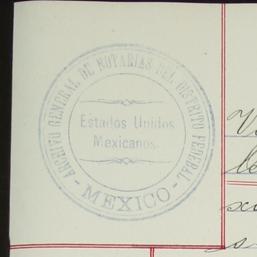 ARCHIVO GENERAL DE NOTARIAS DEL DISTRITO FEDERAL
Estados Unidos
Mexicanos.
- MEXICO -